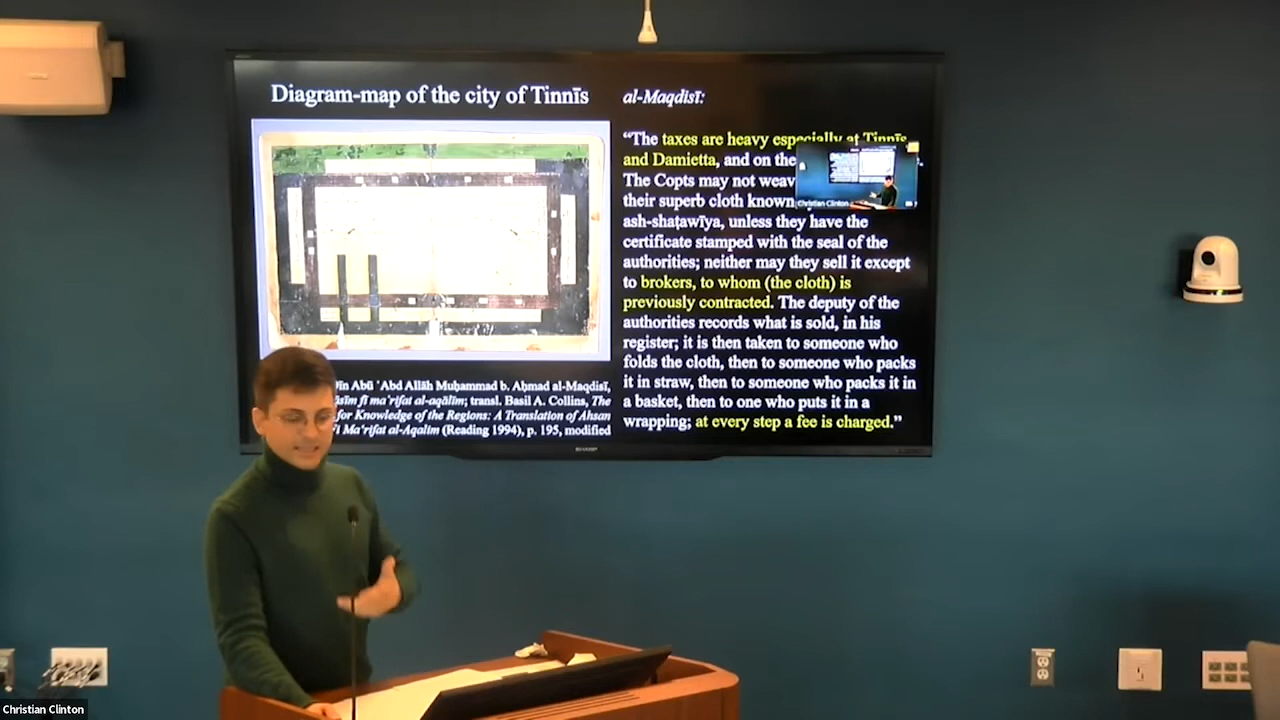 Diagram-map of the city of Tinnīs
al-Maqdisī:
“The taxes are heavy especially at Tinnīs
and Damietta, and on the
The Copts may not weav
their superb cloth known
ash-shaṭawīya, unless they have the
certificate stamped with the seal of the
authorities; neither may they sell it except
to brokers, to whom (the cloth) is
previously contracted. The deputy of the
authorities records what is sold, in his
register; it is then taken to someone who
folds the cloth, then to someone who packs
it in straw, then to someone who packs it in
a basket, then to one who puts it in a
wrapping; at every step a fee is charged.”
Abū ʿAbd Allāh Muḥammad b. Aḥmad al-Maqdisī,
fī maʿrifat al-aqālīm; transl. Basil A. Collins, The
for Knowledge of the Regions: A Translation of Ahsan
Maʿrifat al-Aqalim (Reading 1994), p. 195, modified
Christian Clinton
SHARP
Christian Clinton